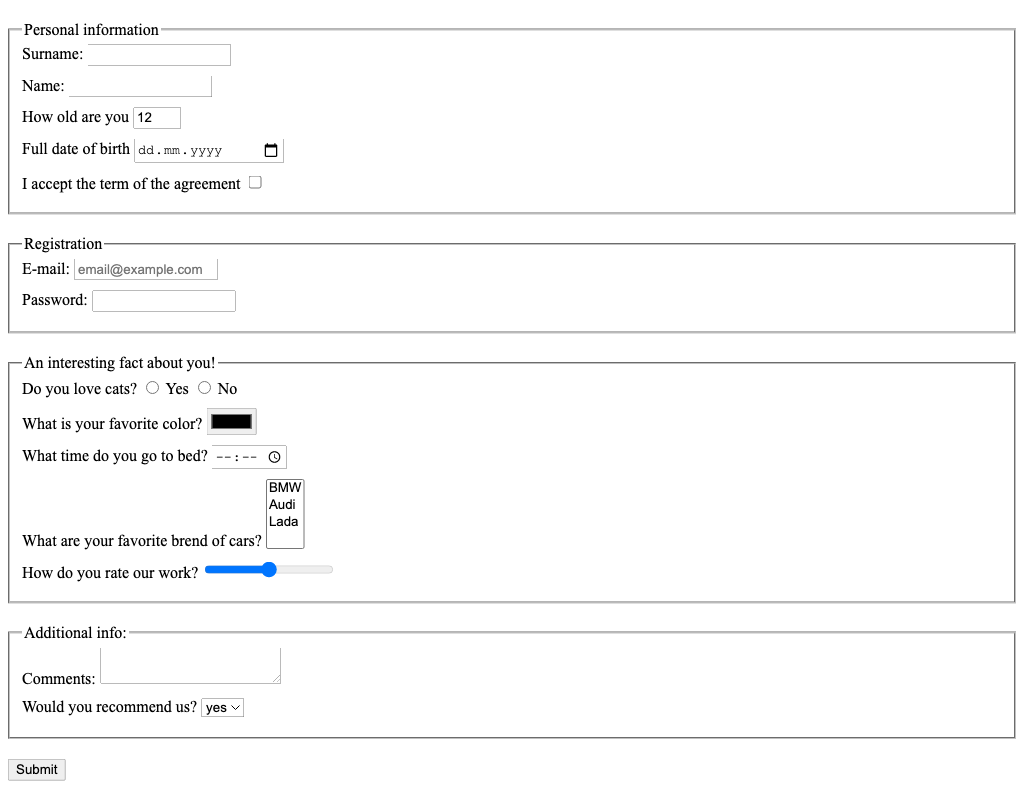 Personal information
Surname:
Name:
How old are you 12
Full date of birth dd.mm.yyyy
I accept the term of the agreement
Registration
E-mail: email@example.com
Password:
An interesting fact about you!
Do you love cats? Yes No
What is your favorite color?
What time do you go to bed? --:--
BMW
Audi
Lada
What are your favorite brend of cars?
How do you rate our work?
Additional info:
Comments:
Would you recommend us? yes
Submit